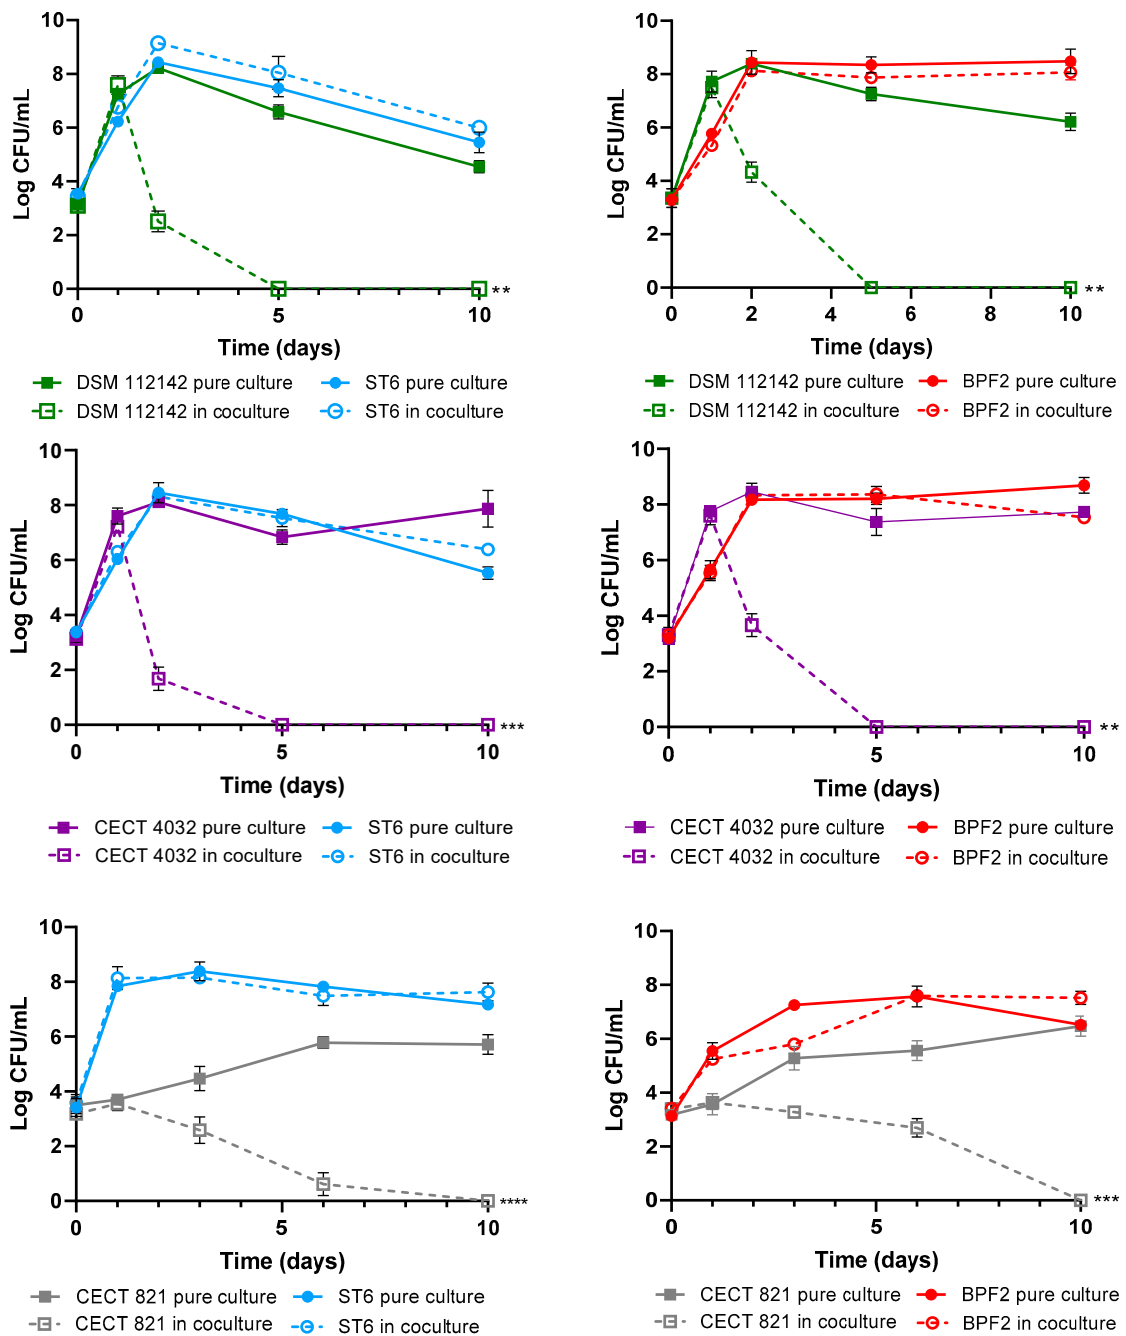 10
8
6
4
2
0
Log CFU/mL
0
5
10
**
Time (days)
DSM 112142 pure culture
ST6 pure culture
DSM 112142 in coculture
ST6 in coculture
10
8
6
4
2
0
Log CFU/mL
0
2
4
6
8
10
**
Time (days)
DSM 112142 pure culture
BPF2 pure culture
DSM 112142 in coculture
BPF2 in coculture
10
8
6
4
2
0
Log CFU/mL
0
5
10
***
Time (days)
CECT 4032 pure culture
ST6 pure culture
CECT 4032 in coculture
ST6 in coculture
10
8
6
4
2
0
Log CFU/mL
0
5
10
**
Time (days)
CECT 4032 pure culture
BPF2 pure culture
CECT 4032 in coculture
BPF2 in coculture
10
8
6
4
2
0
Log CFU/mL
0
5
10
****
Time (days)
CECT 821 pure culture
ST6 pure culture
CECT 821 in coculture
ST6 in coculture
10
8
6
4
2
0
Log CFU/mL
0
5
10
***
Time (days)
CECT 821 pure culture
BPF2 pure culture
CECT 821 in coculture
BPF2 in coculture